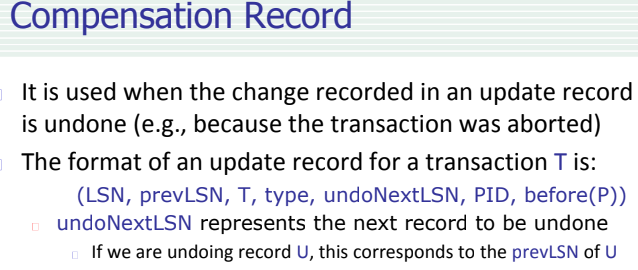 Compensation Record
It is used when the change recorded in an update record
is undone (e.g., because the transaction was aborted)
The format of an update record for a transaction T is:
(LSN, prevLSN, T, type, undoNextLSN, PID, before(P))
undoNextLSN represents the next record to be undone
If we are undoing record U, this corresponds to the prevLSN of U